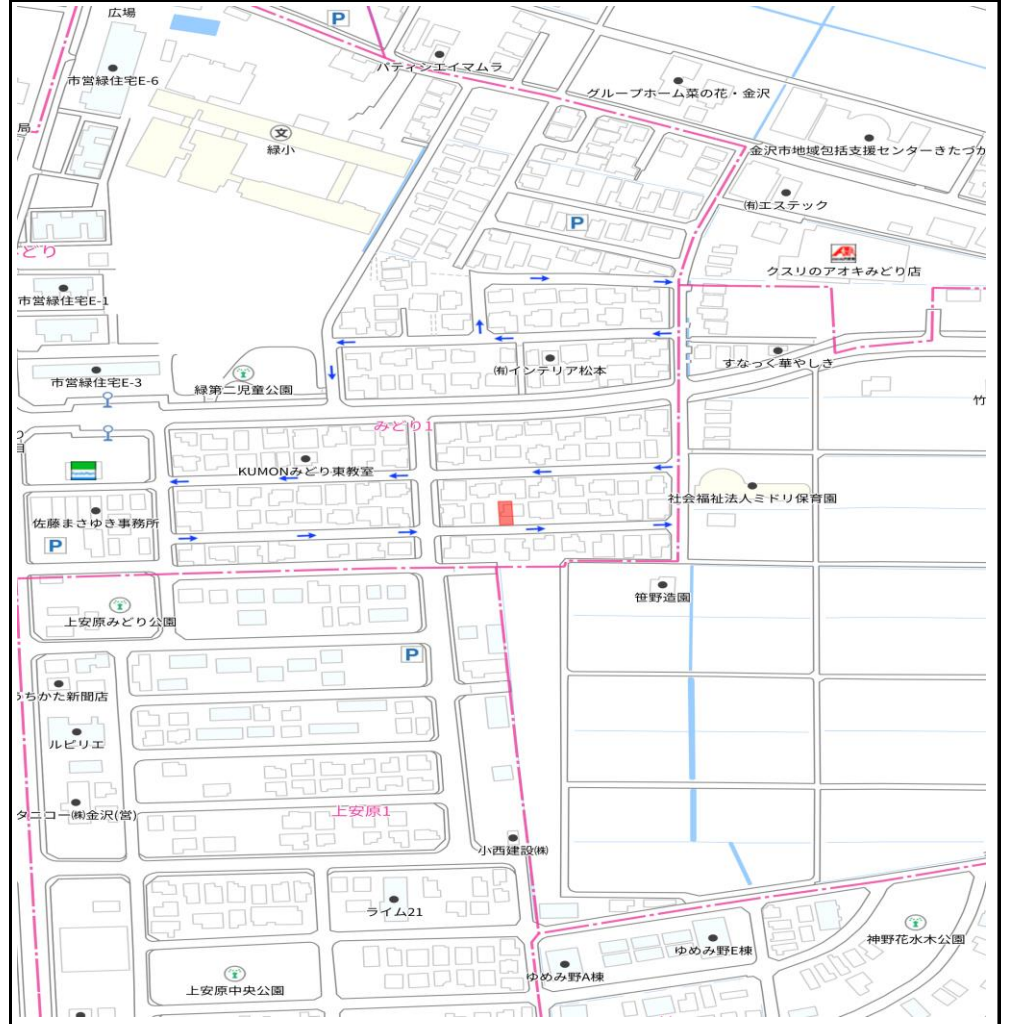 広場
P
パティシエイマムラ
市営緑住宅E-6
グループホーム菜の花・金沢
局
文
緑小
金沢市地域包括支援センターきたづか
㈲エステック
P
みどり
クスリのアオキみどり店
市営緑住宅E-1
すなっく華やしき
㈲インテリア松本
市営緑住宅E-3
緑第二児童公園
竹
みどり1
KUMONみどり東教室
社会福祉法人ミドリ保育園
佐藤まさゆき事務所
P
笹野造園
上安原みどり公園
P
うちかた新聞店
ルピリエ
タニコー㈱金沢(営)
上安原1
小西建設㈱
ライム21
神野花水木公園
ゆめみ野E棟
ゆめみ野A棟
上安原中央公園